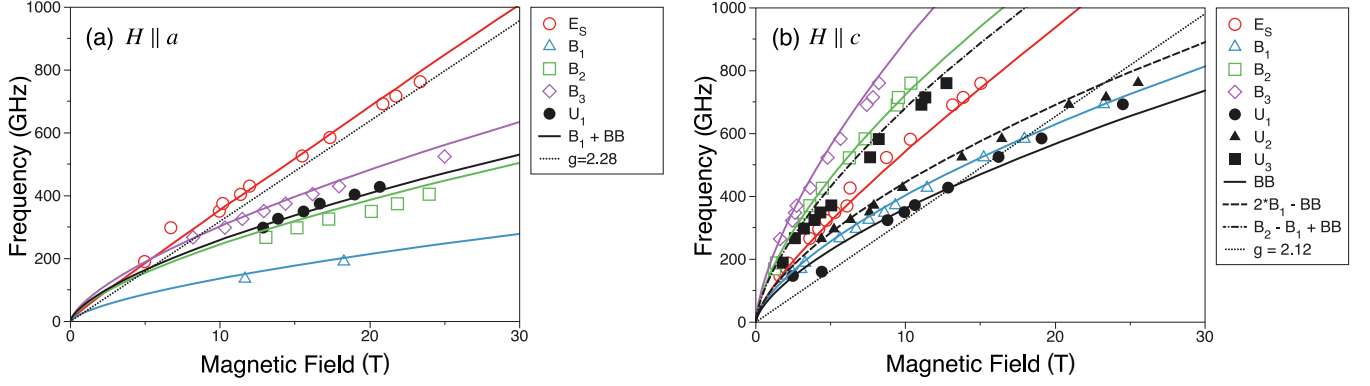 (a) H || a
Frequency (GHz)
1000
800
600
400
200
0
0
10
20
30
Magnetic Field (T)
E_S
B_1
B_2
B_3
U_1
B_1 + BB
g=2.28
(b) H || c
Frequency (GHz)
1000
800
600
400
200
0
0
10
20
30
Magnetic Field (T)
E_S
B_1
B_2
B_3
U_1
U_2
U_3
BB
2*B_1 - BB
B_2 - B_1 + BB
g = 2.12